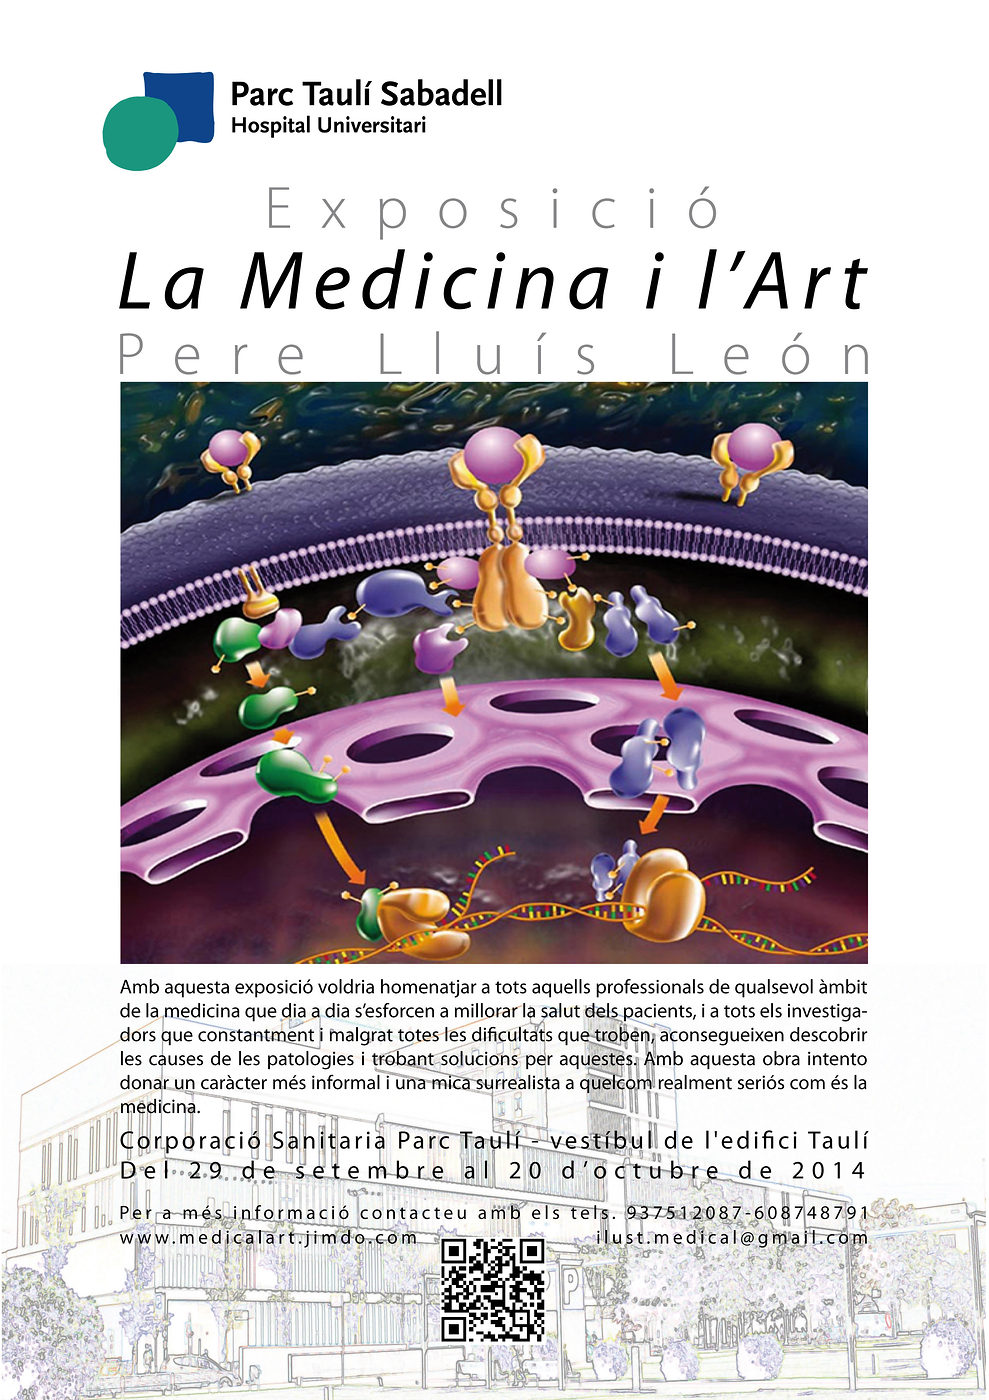 Parc Taulí Sabadell
Hospital Universitari
Exposició
La Medicina i l’Art
Pere Lluís León
Amb aquesta exposició voldria homenatjar a tots aquells professionals de qualsevol àmbit
de la medicina que dia a dia s’esforcen a millorar la salut dels pacients, i a tots els investiga-
dors que constantment i malgrat totes les dificultats que troben, aconsegueixen descobrir
les causes de les patologies i trobant solucions per aquestes. Amb aquesta obra intento
donar un caràcter més informal i una mica surrealista a quelcom realment seriós com és la
medicina.
Corporació Sanitaria Parc Taulí - vestíbul de l'edifici Taulí
Del 29 de setembre al 20 d’octubre de 2014
Per a més informació contacteu amb els tels. 937512087-608748791
www.medicalart.jimdo.com ilust.medical@gmail.com
P